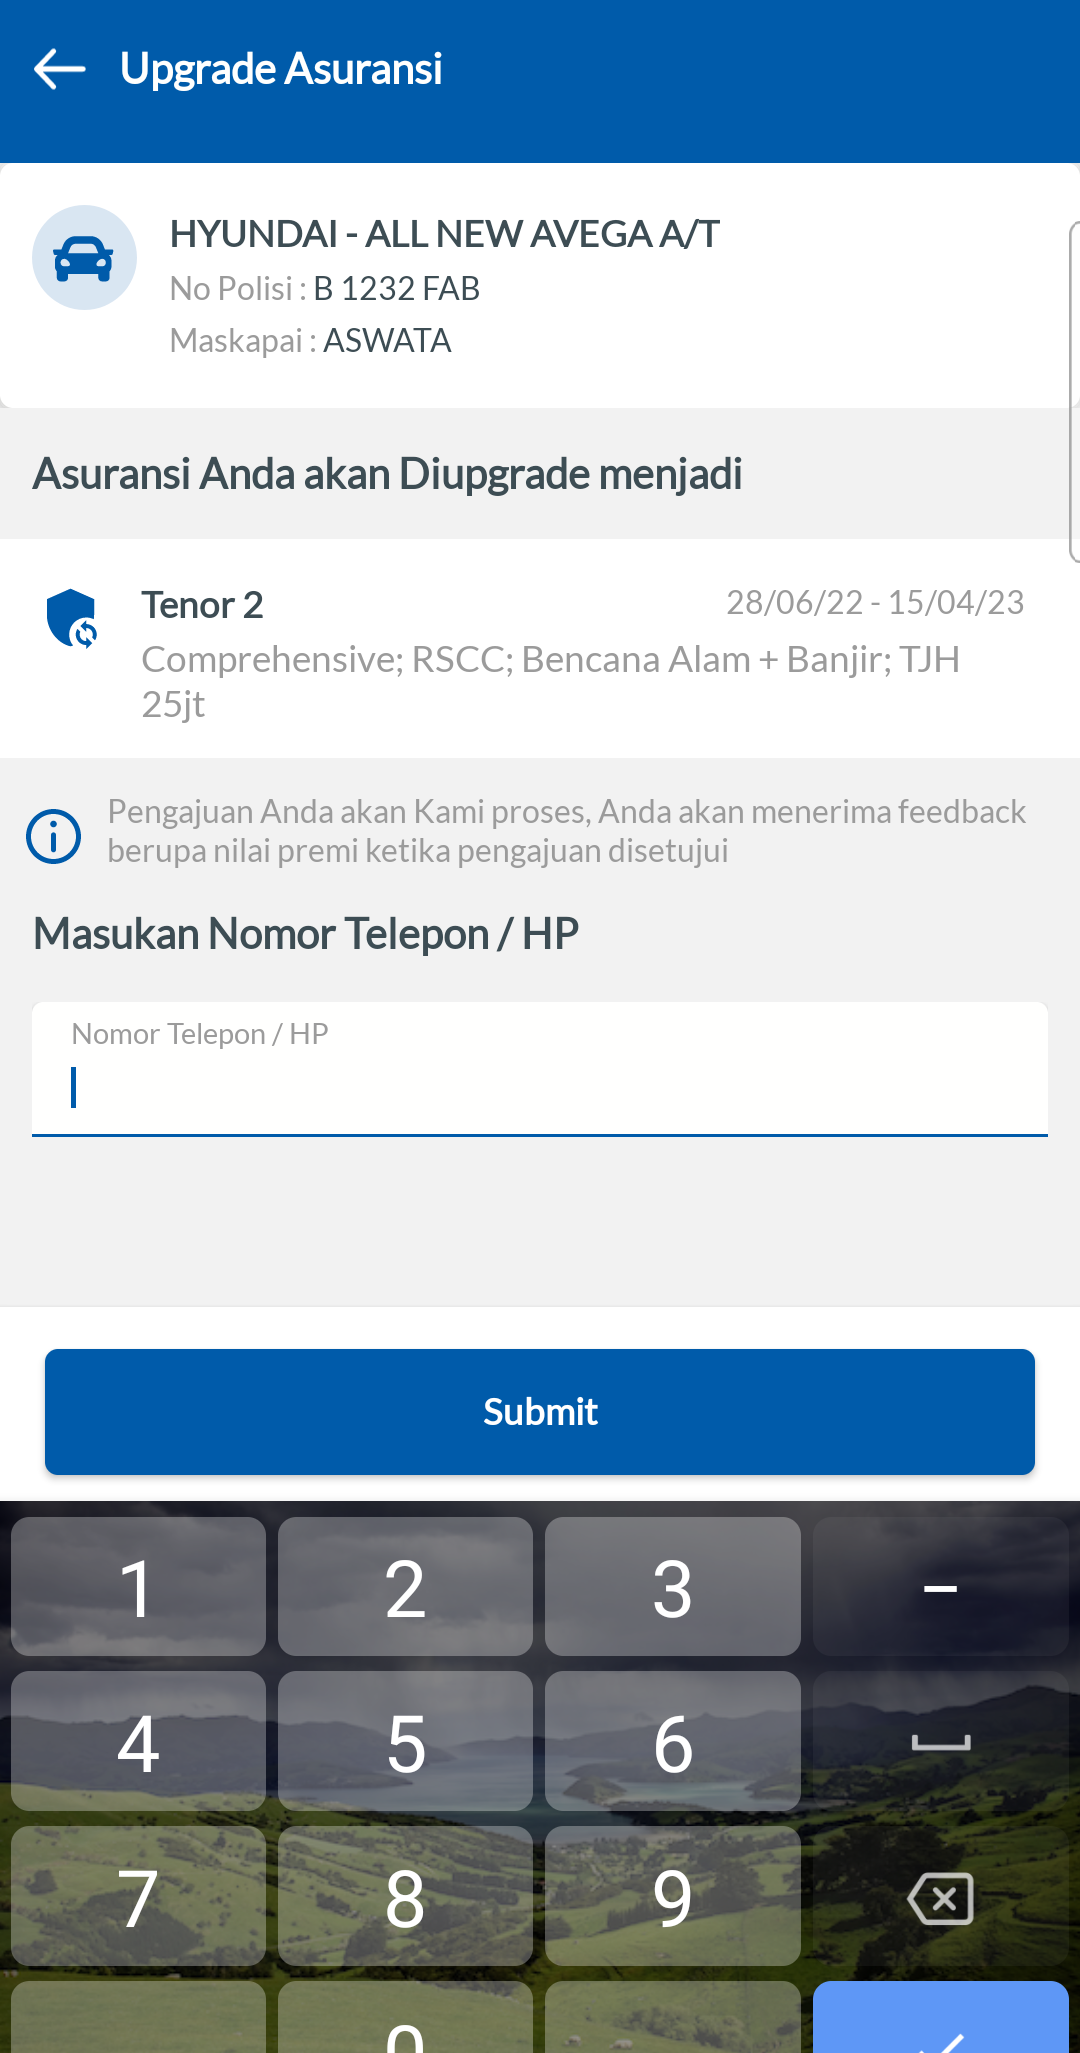 Upgrade Asuransi
HYUNDAI - ALL NEW AVEGA A/T
No Polisi : B 1232 FAB
Maskapai : ASWATA
Asuransi Anda akan Diupgrade menjadi
Tenor 2
28/06/22 - 15/04/23
Comprehensive; RSCC; Bencana Alam + Banjir; TJH
25jt
Pengajuan Anda akan Kami proses, Anda akan menerima feedback
berupa nilai premi ketika pengajuan disetujui
Masukan Nomor Telepon / HP
Nomor Telepon / HP
Submit
1 2 3 –
4 5 6
7 8 9
0